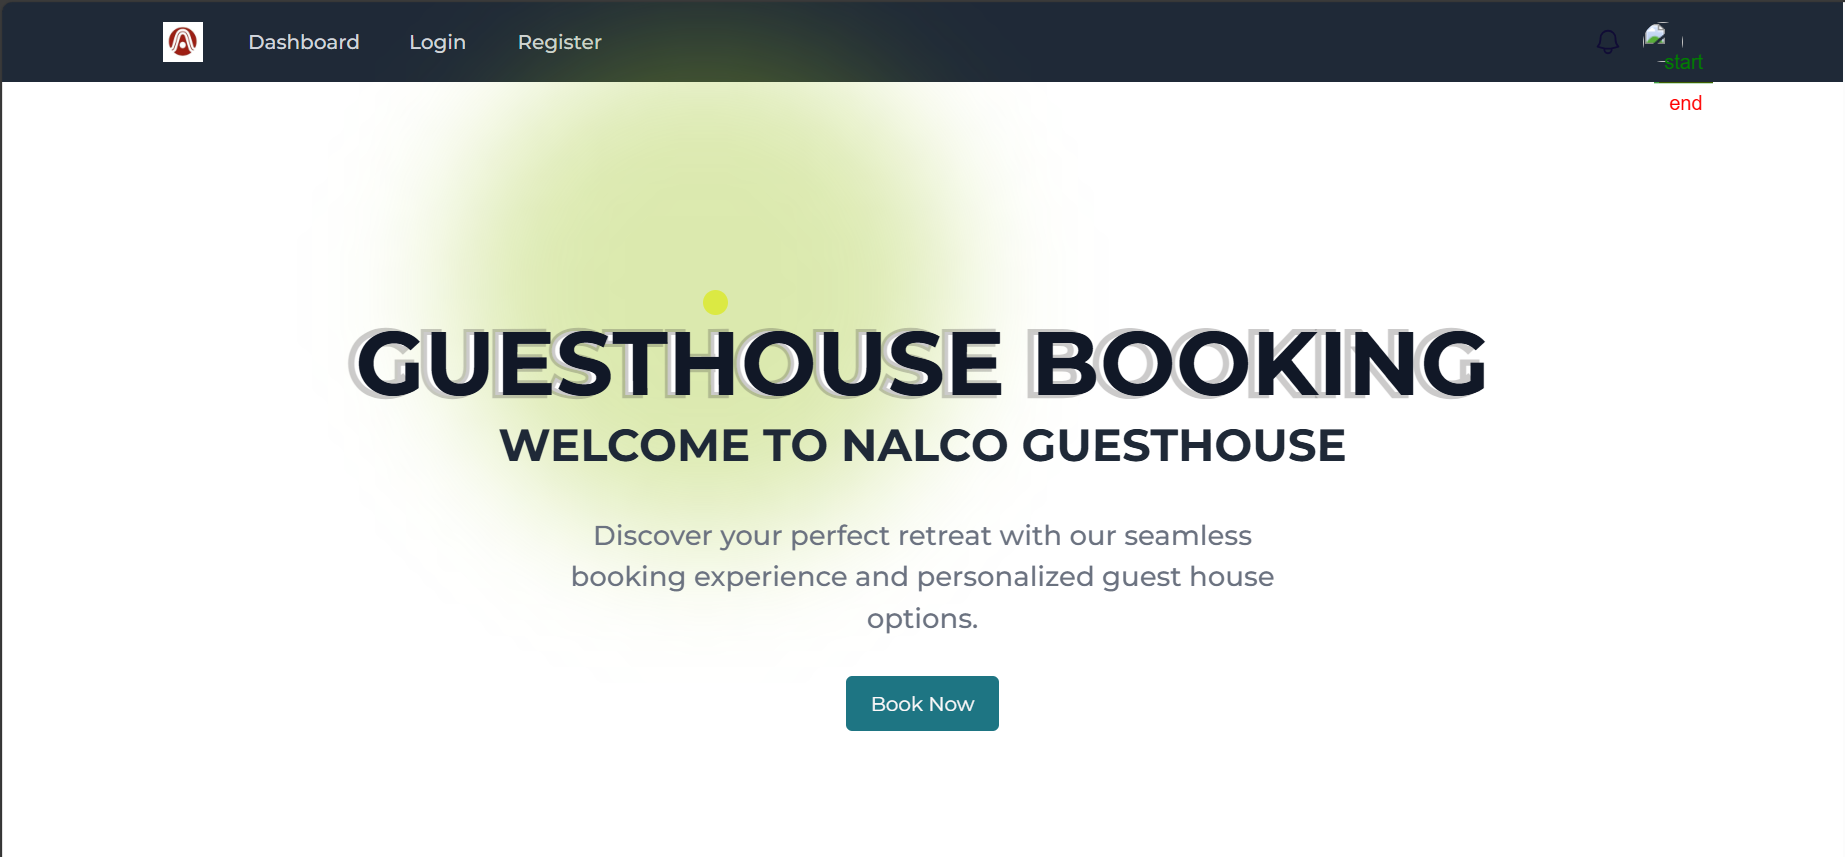 Dashboard Login Register
start
end
GUESTHOUSE BOOKING
WELCOME TO NALCO GUESTHOUSE
Discover your perfect retreat with our seamless
booking experience and personalized guest house
options.
Book Now